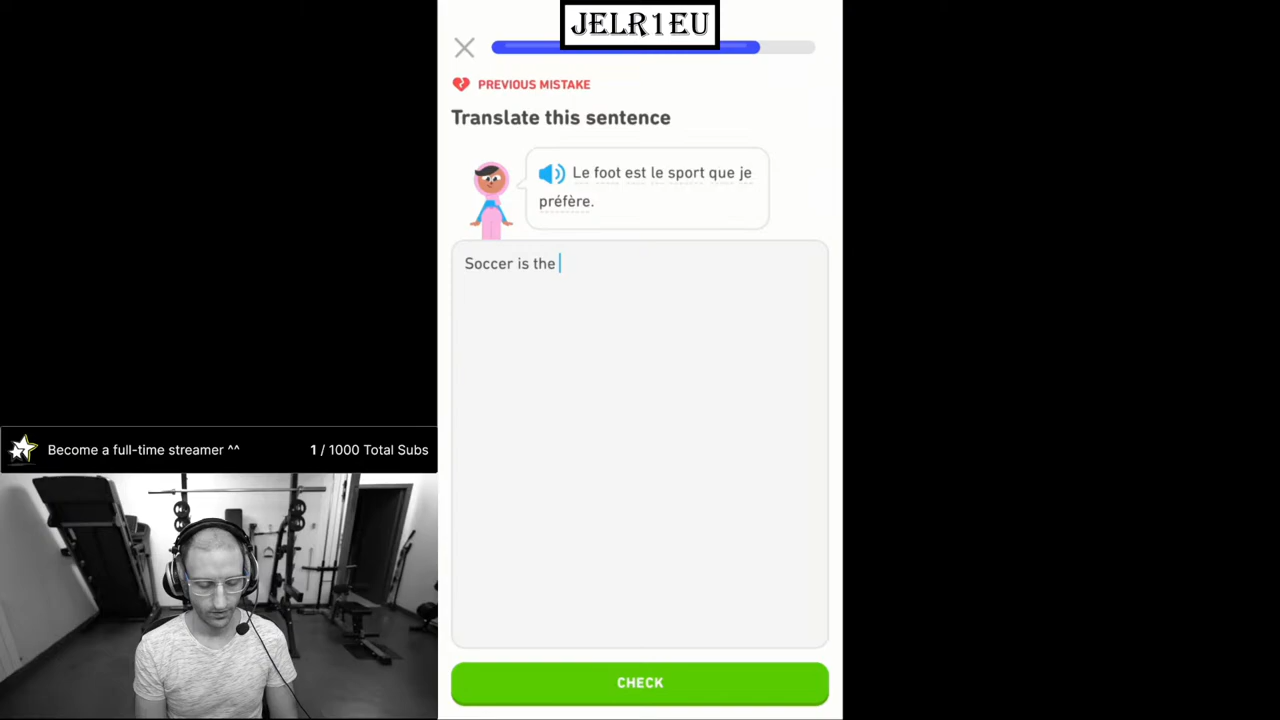 JELR1EU
PREVIOUS MISTAKE
Translate this sentence
Le foot est le sport que je
préfère.
Soccer is the
Become a full-time streamer ^^ 1 / 1000 Total Subs
CHECK